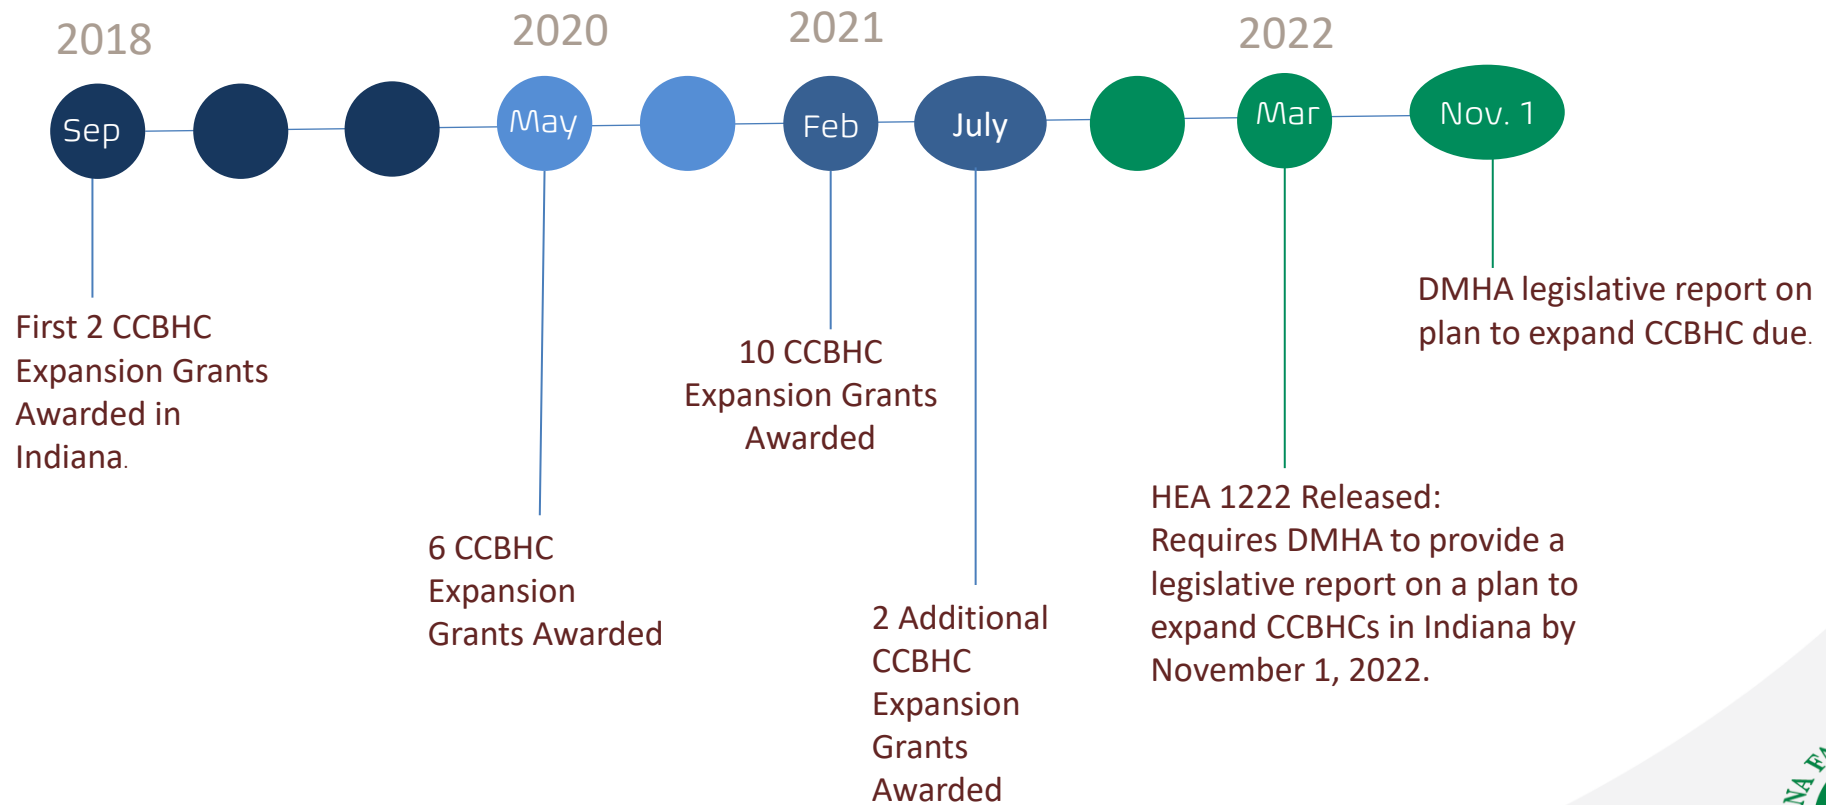 2018
2020
2021
2022
Sep
May
Feb
July
Mar
Nov. 1
First 2 CCBHC
Expansion Grants
Awarded in
Indiana.
6 CCBHC
Expansion
Grants Awarded
10 CCBHC
Expansion Grants
Awarded
2 Additional
CCBHC
Expansion
Grants
Awarded
HEA 1222 Released:
Requires DMHA to provide a
legislative report on a plan to
expand CCBHCs in Indiana by
November 1, 2022.
DMHA legislative report on
plan to expand CCBHC due.